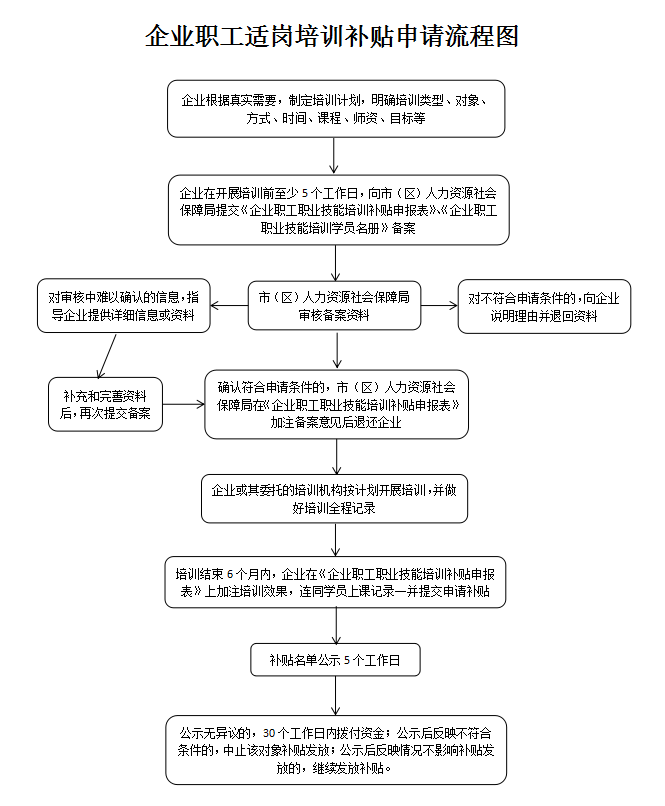 企业职工适岗培训补贴申请流程图
企业根据真实需要，制定培训计划，明确培训类型、对象、
方式、时间、课程、师资、目标等
企业在开展培训前至少 5 个工作日，向市（区）人力资源社会
保障局提交《企业职工职业技能培训补贴申报表》、《企业职工
职业技能培训学员名册》备案
对审核中难以确认的信息，指
导企业提供详细信息或资料
市（区）人力资源社会保障局
审核备案资料
对不符合申请条件的，向企业
说明理由并退回资料
补充和完善资料
后，再次提交备案
确认符合申请条件的，市（区）人力资源社会
保障局在《企业职工职业技能培训补贴申报表》
加注备案意见后退还企业
企业或其委托的培训机构按计划开展培训，并做
好培训全程记录
培训结束 6 个月内，企业在《企业职工职业技能培训补贴申报
表》上加注培训效果，连同学员上课记录一并提交申请补贴
补贴名单公示 5 个工作日
公示无异议的，30 个工作日内拨付资金；公示后反映不符合
条件的，中止该对象补贴发放；公示后反映情况不影响补贴发
放的，继续发放补贴。